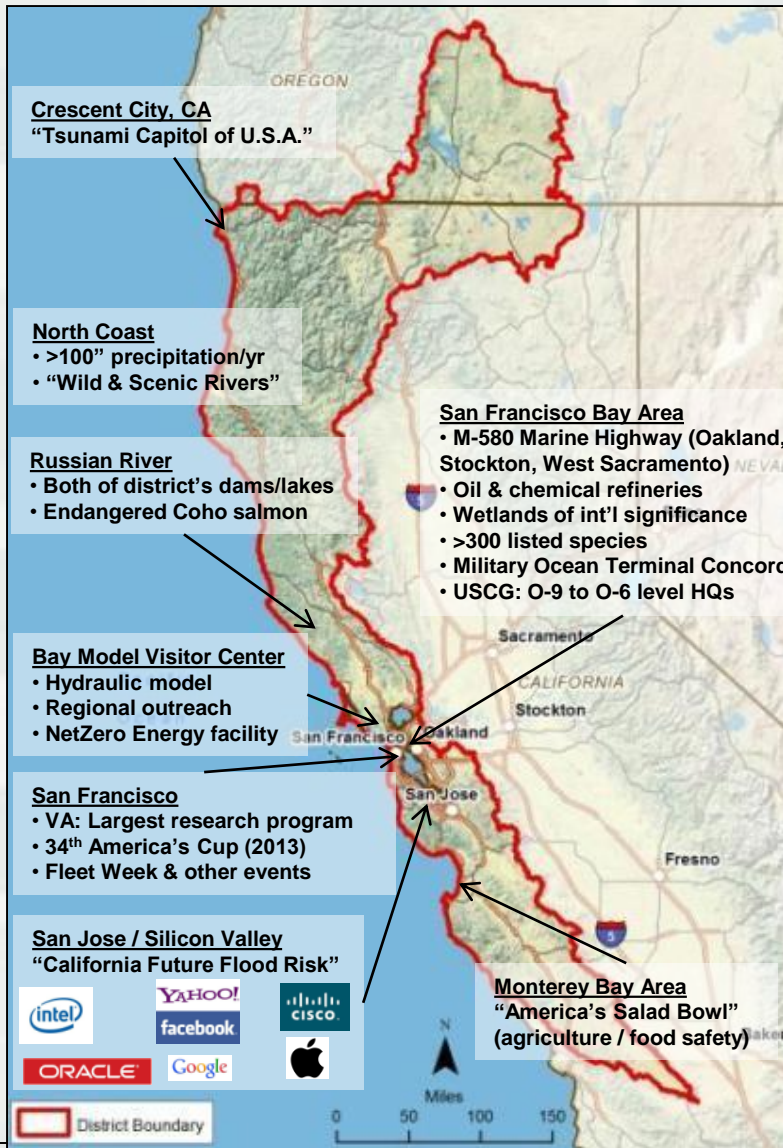 OREGON
Crescent City, CA
“Tsunami Capitol of U.S.A.”
North Coast
• >100” precipitation/yr
• “Wild & Scenic Rivers”
San Francisco Bay Area
• M-580 Marine Highway (Oakland,
Stockton, West Sacramento)
• Oil & chemical refineries
• Wetlands of int’l significance
• >300 listed species
• Military Ocean Terminal Concord
• USCG: O-9 to O-6 level HQs
Russian River
• Both of district’s dams/lakes
• Endangered Coho salmon
Sacramento
Bay Model Visitor Center
• Hydraulic model
• Regional outreach
• NetZero Energy facility
CALIFORNIA
Stockton
San Francisco
Oakland
San Jose
San Francisco
• VA: Largest research program
• 34th America’s Cup (2013)
• Fleet Week & other events
Fresno
5
San Jose / Silicon Valley
“California Future Flood Risk”
intel
YAHOO!
facebook
CISCO
ORACLE
Google
Monterey Bay Area
“America’s Salad Bowl”
(agriculture / food safety)
N
Miles
0 50 100 150
District Boundary